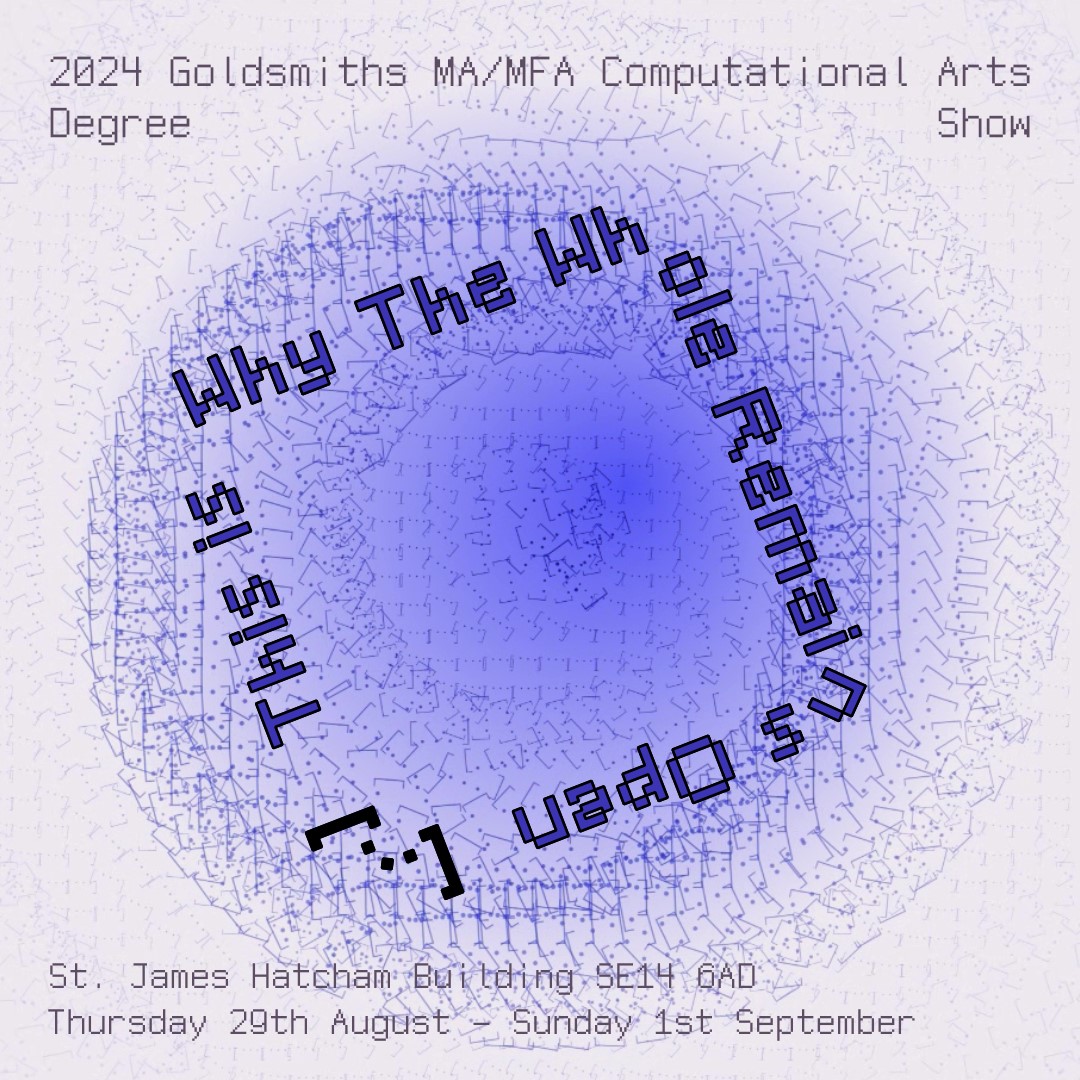 2024 Goldsmiths MA/MFA Computational Arts
Degree Show
This is Why The Whole Remains Open [...]
St. James Hatcham Building SE14 6AD
Thursday 29th August – Sunday 1st September